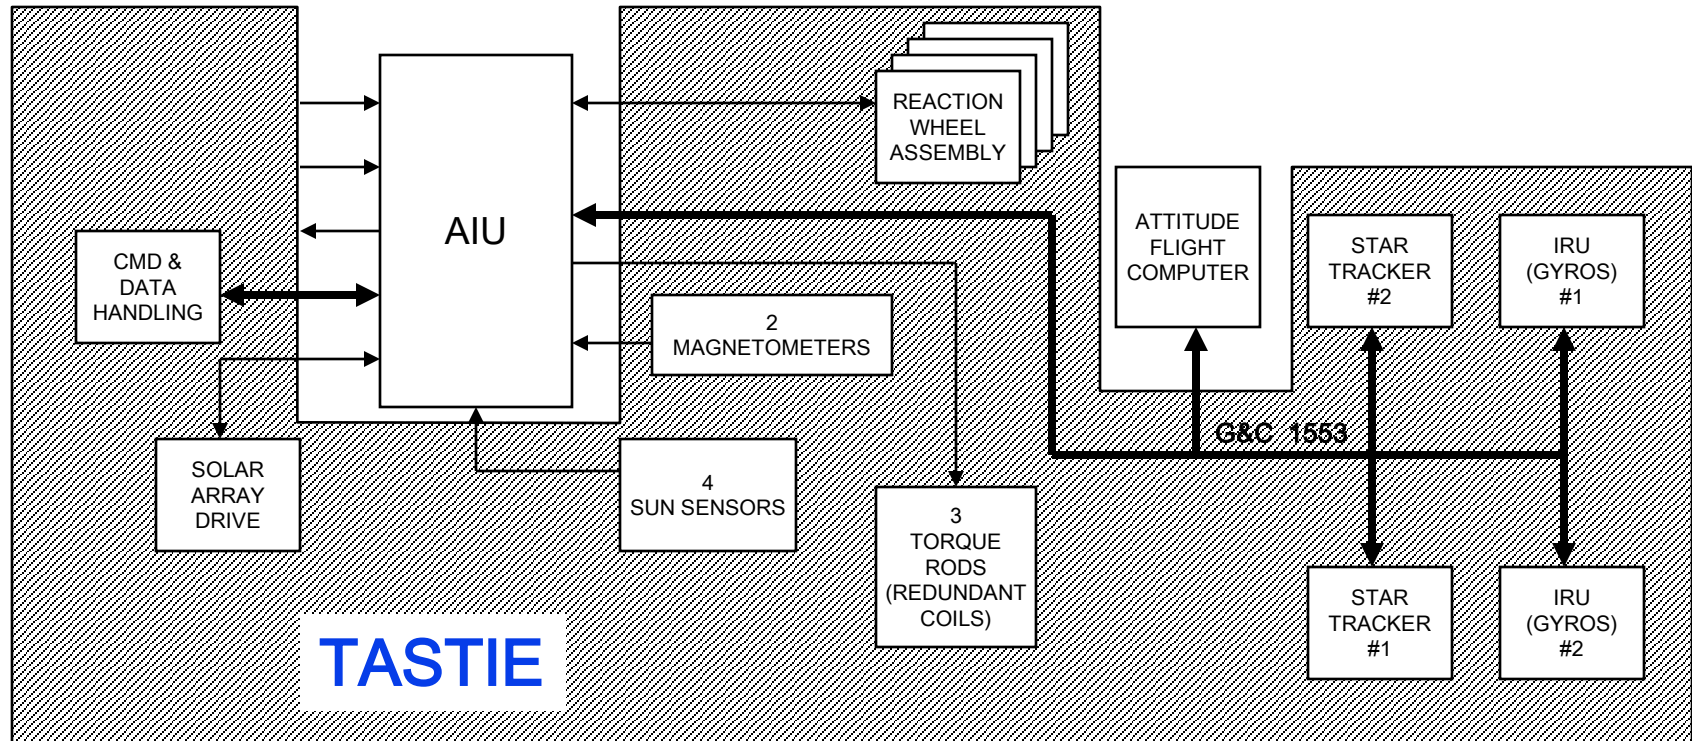 REACTION
WHEEL
ASSEMBLY
AIU
ATTITUDE
FLIGHT
COMPUTER
STAR
TRACKER
#2
IRU
(GYROS)
#1
CMD &
DATA
HANDLING
2
MAGNETOMETERS
G&C 1553
SOLAR
ARRAY
DRIVE
4
SUN SENSORS
3
TORQUE
RODS
(REDUNDANT
COILS)
STAR
TRACKER
#1
IRU
(GYROS)
#2
TASTIE